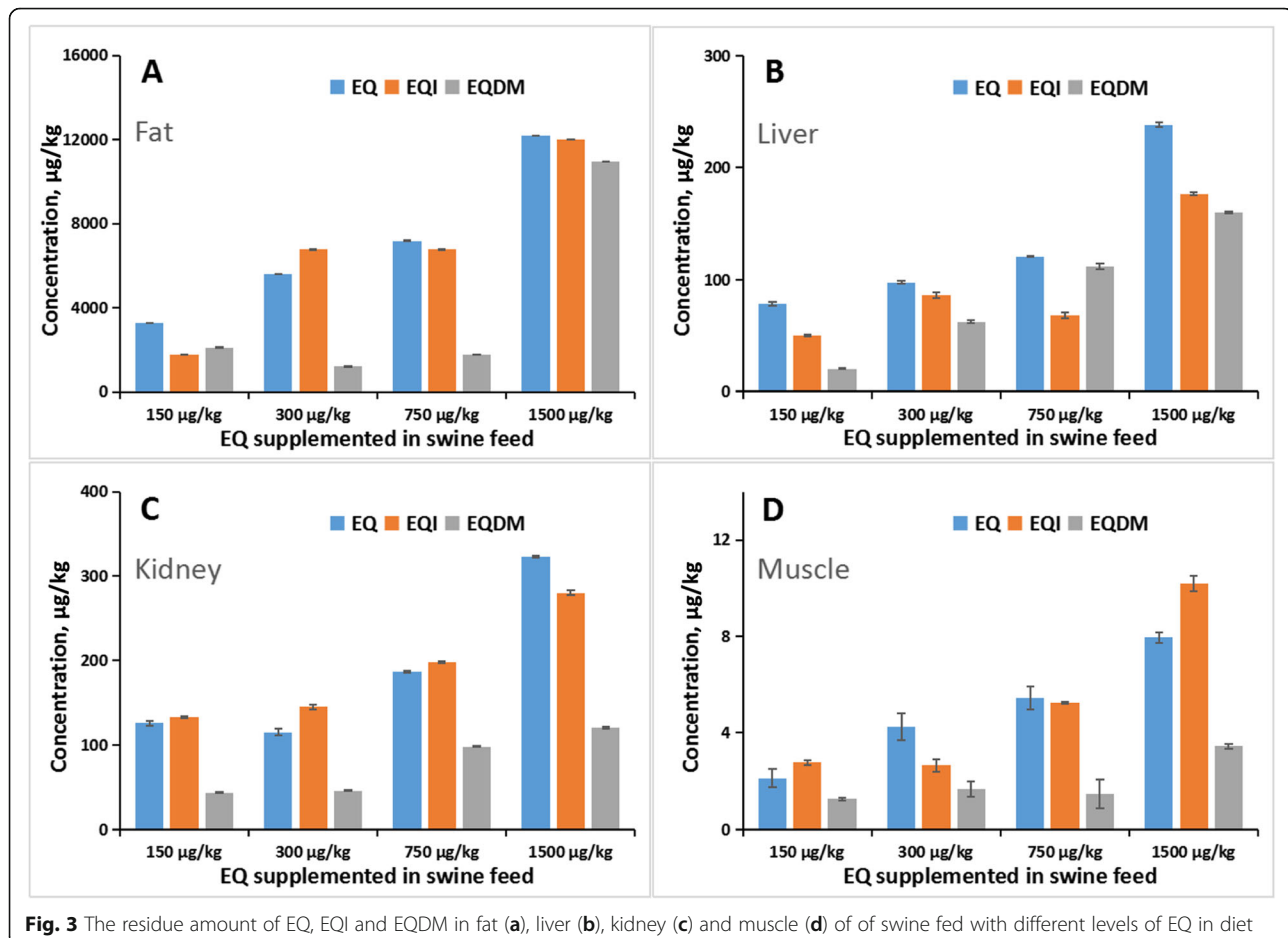 A
EQ EQI EQDM
Fat
Concentration, µg/kg
16000
12000
8000
4000
0
150 µg/kg 300 µg/kg 750 µg/kg 1500 µg/kg
EQ supplemented in swine feed
B
EQ EQI EQDM
Liver
Concentration, µg/kg
300
200
100
0
150 µg/kg 300 µg/kg 750 µg/kg 1500 µg/kg
EQ supplemented in swine feed
C
EQ EQI EQDM
Kidney
Concentration, µg/kg
400
300
200
100
0
150 µg/kg 300 µg/kg 750 µg/kg 1500 µg/kg
EQ supplemented in swine feed
D
EQ EQI EQDM
Muscle
Concentration, µg/kg
12
8
4
0
150 µg/kg 300 µg/kg 750 µg/kg 1500 µg/kg
EQ supplemented in swine feed
Fig. 3 The residue amount of EQ, EQI and EQDM in fat (a), liver (b), kidney (c) and muscle (d) of of swine fed with different levels of EQ in diet